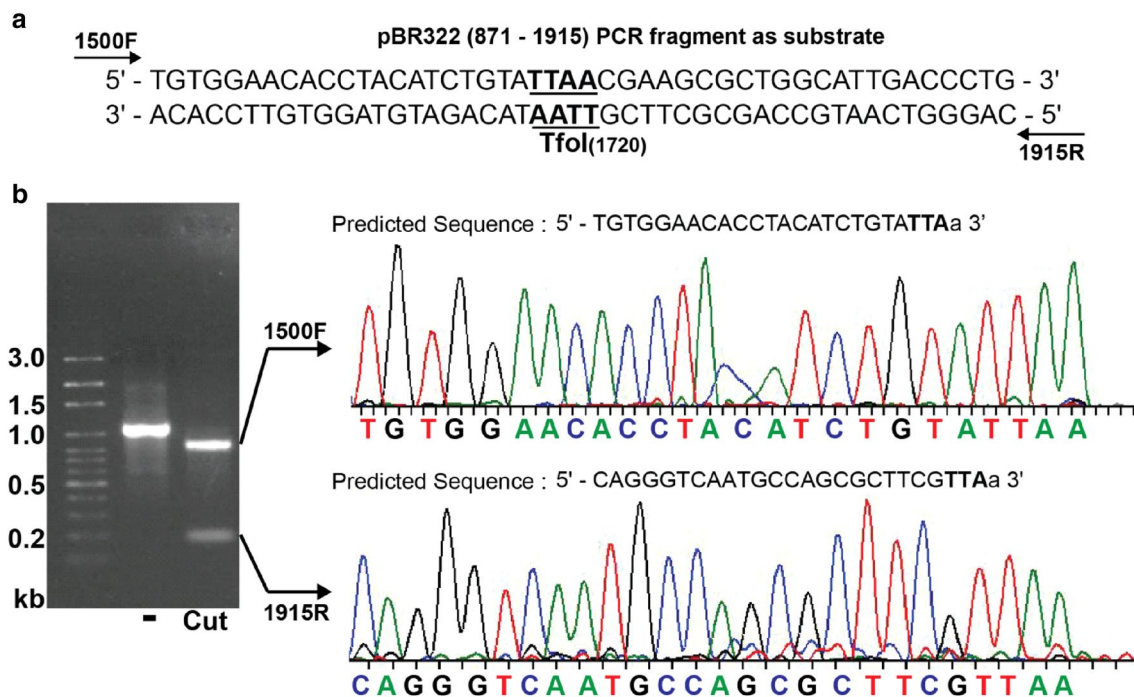 a
1500F
pBR322 (871 - 1915) PCR fragment as substrate
5' - TGTGGAACACCTACATCTGTATTAACGAAGCGCTGGCATTGACCCTG - 3'
3' - ACACCTTGTGGATGTAGACATAATTGCTTCGCGACCGTAACTGGGAC - 5'
TfoI(1720)
1915R
b
Predicted Sequence : 5' - TGTGGAACACCTACATCTGTATTAa 3’
1500F
3.0
1.5
1.0
0.5
0.2
kb
TGTGGAACACCTACATCTGTATTAA
Predicted Sequence : 5' - CAGGGTCAATGCCAGCGCTTCGTTAa 3'
1915R
- Cut
CAGGGTCAATGCCAGCGCTTCGTTAA